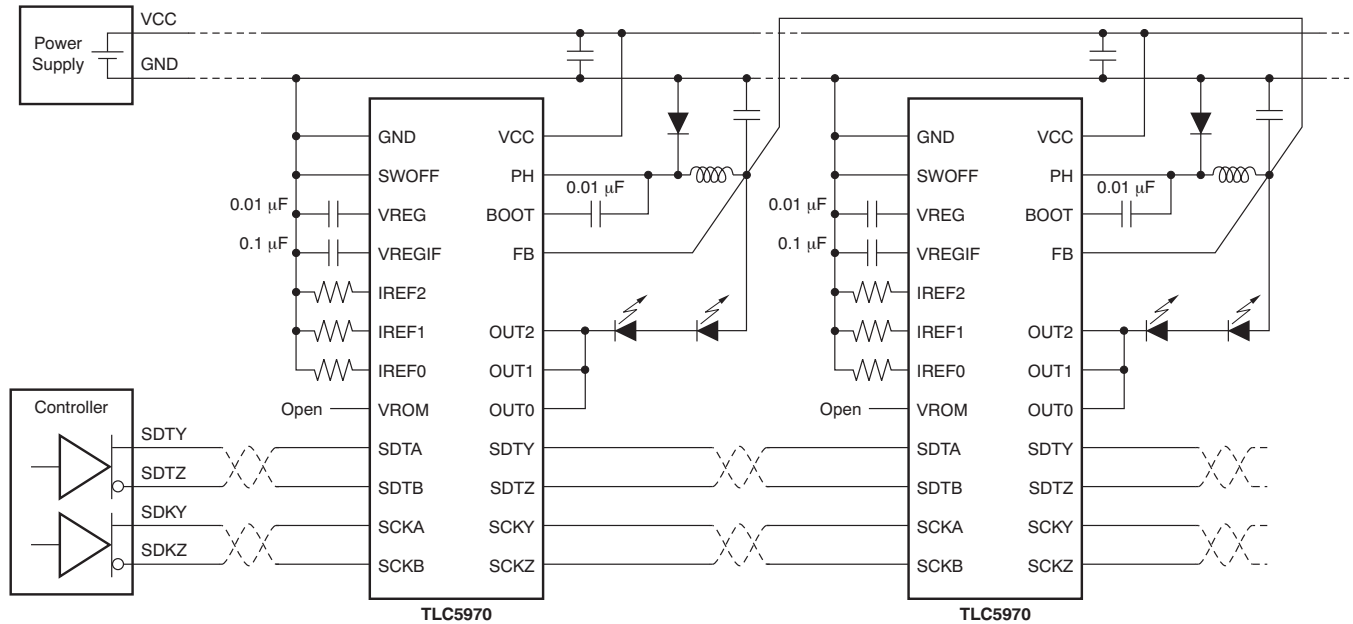 VCC
Power
Supply
GND
GND
VCC
SWOFF
PH
0.01 µF
VREG
BOOT
0.01 µF
0.1 µF
VREGIF
FB
IREF2
IREF1
OUT2
IREF0
OUT1
Open
VROM
OUT0
SDTA
SDTY
SDTB
SDTZ
SCKA
SCKY
SCKB
SCKZ
TLC5970
GND
VCC
SWOFF
PH
0.01 µF
VREG
BOOT
0.01 µF
0.1 µF
VREGIF
FB
IREF2
IREF1
OUT2
IREF0
OUT1
Open
VROM
OUT0
SDTA
SDTY
SDTB
SDTZ
SCKA
SCKY
SCKB
SCKZ
TLC5970
Controller
SDTY
SDTZ
SDKY
SDKZ